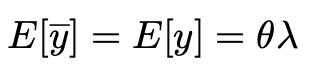 E[y̅] = E[y] = θλ